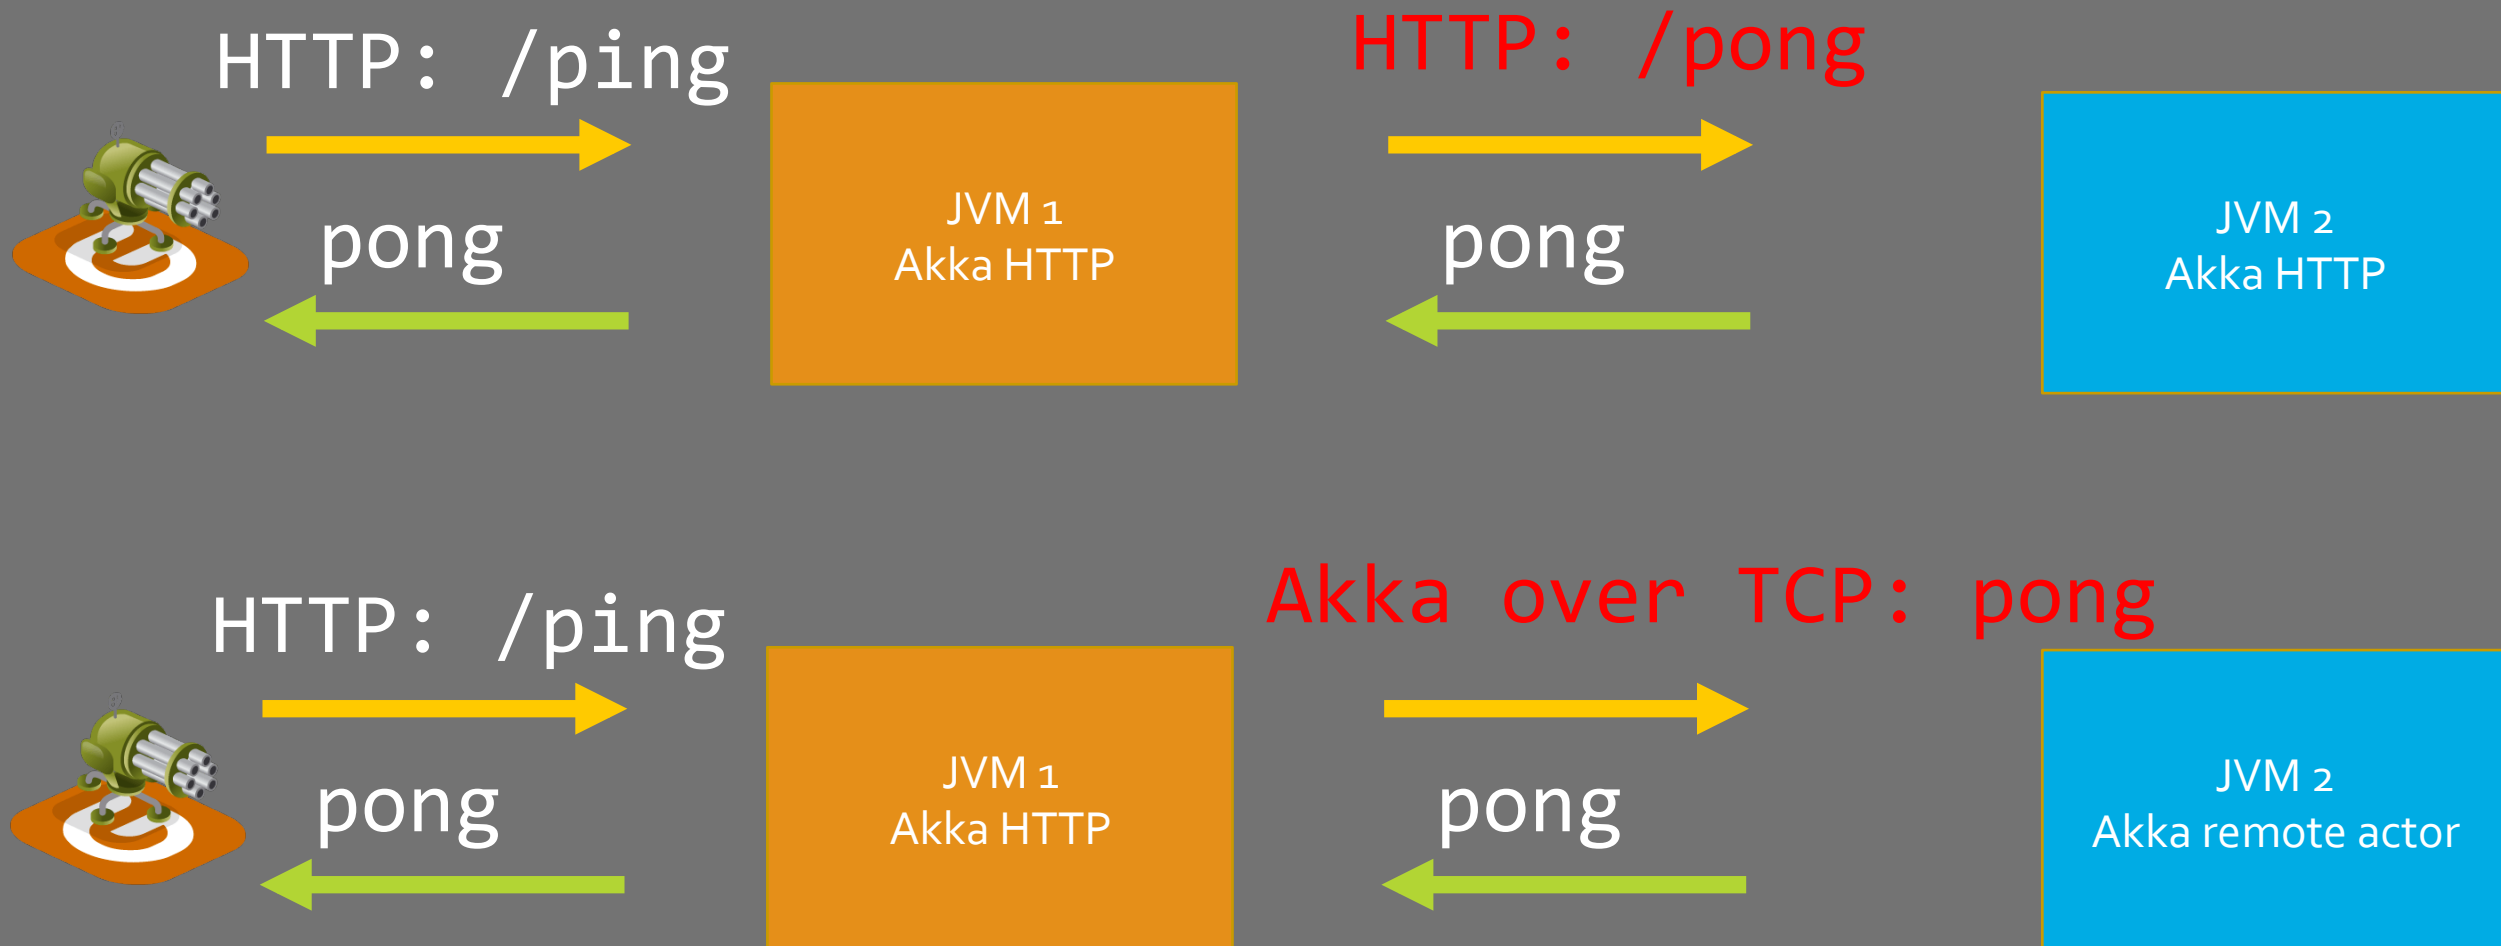 HTTP: /ping
HTTP: /pong
pong
JVM 1
Akka HTTP
pong
JVM 2
Akka HTTP
HTTP: /ping
Akka over TCP: pong
pong
JVM 1
Akka HTTP
pong
JVM 2
Akka remote actor